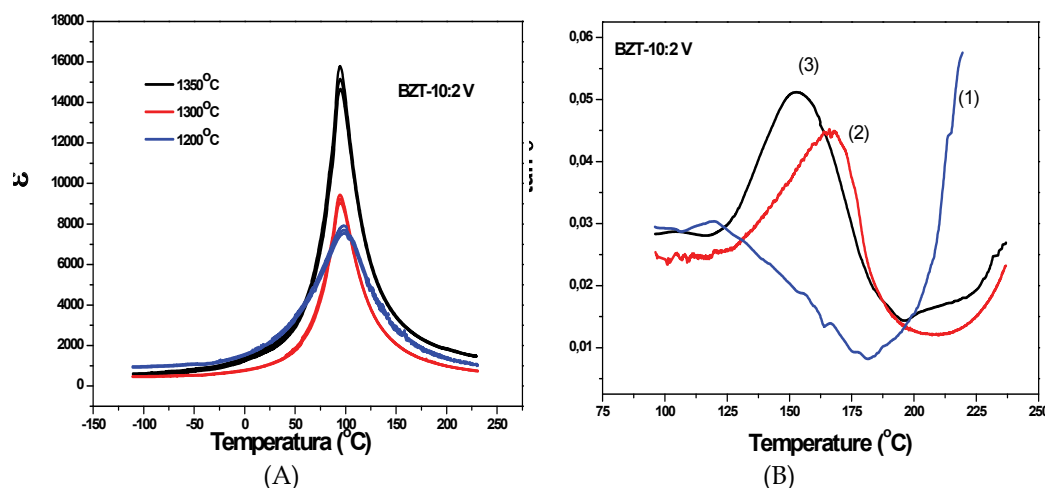 18000
16000
14000
12000
10000
8000
6000
4000
2000
0
ε
1350°C
1300°C
1200°C
BZT-10:2 V
-150 -100 -50 0 50 100 150 200 250
Temperatura (°C)
(A)
0,06
0,05
0,04
0,03
0,02
0,01
BZT-10:2 V
(3)
(2)
(1)
75 100 125 150 175 200 225 250
Temperature (°C)
(B)